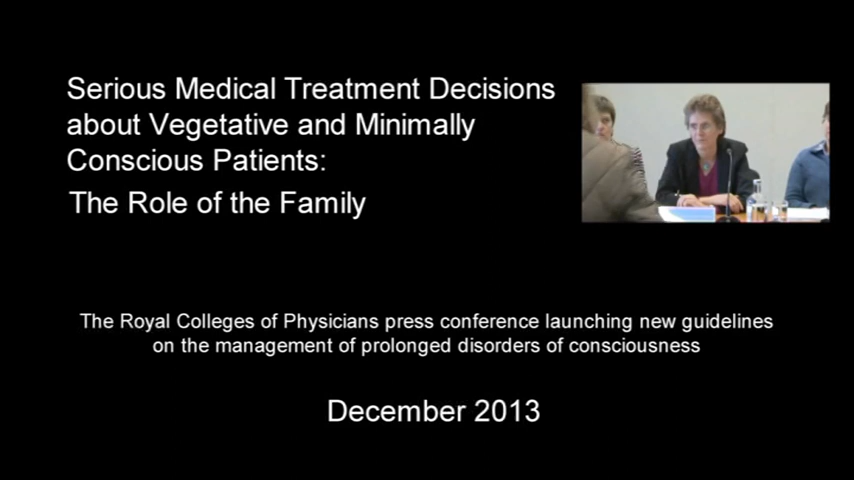 Serious Medical Treatment Decisions
about Vegetative and Minimally
Conscious Patients:
The Role of the Family
The Royal Colleges of Physicians press conference launching new guidelines
on the management of prolonged disorders of consciousness
December 2013